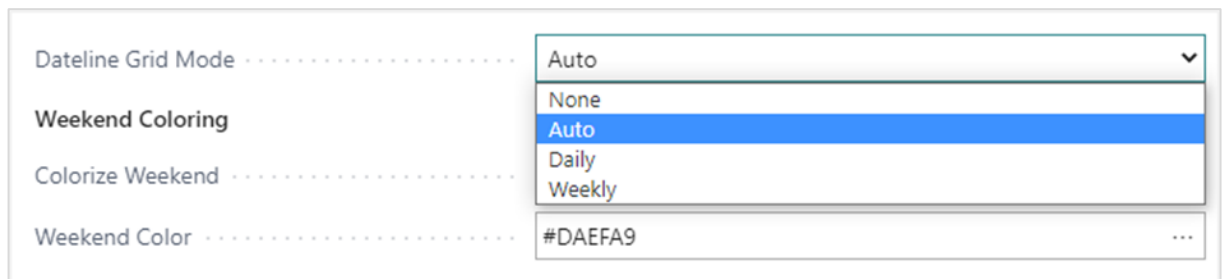 Dateline Grid Mode Auto
None
Weekend Coloring
Auto
Daily
Colorize Weekend
Weekly
Weekend Color #DAEFA9 ...